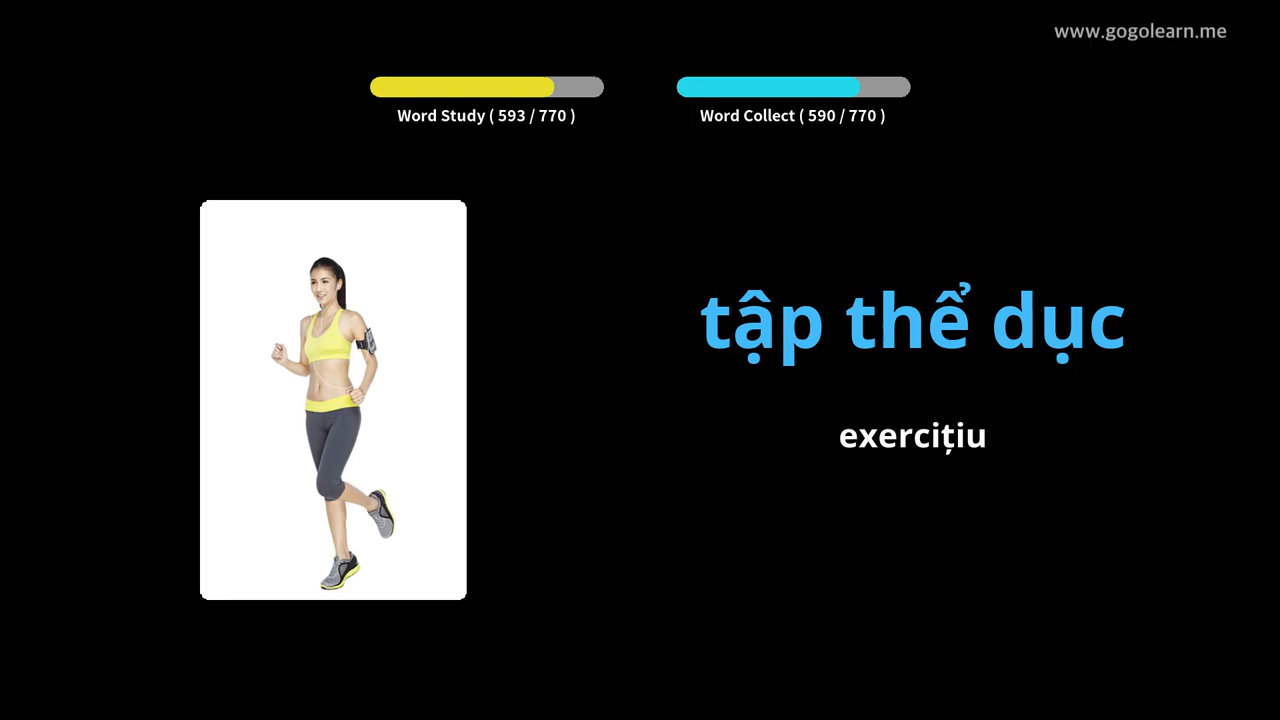 www.gogolearn.me
Word Study ( 593 / 770 )
Word Collect ( 590 / 770 )
tập thể dục
exercițiu